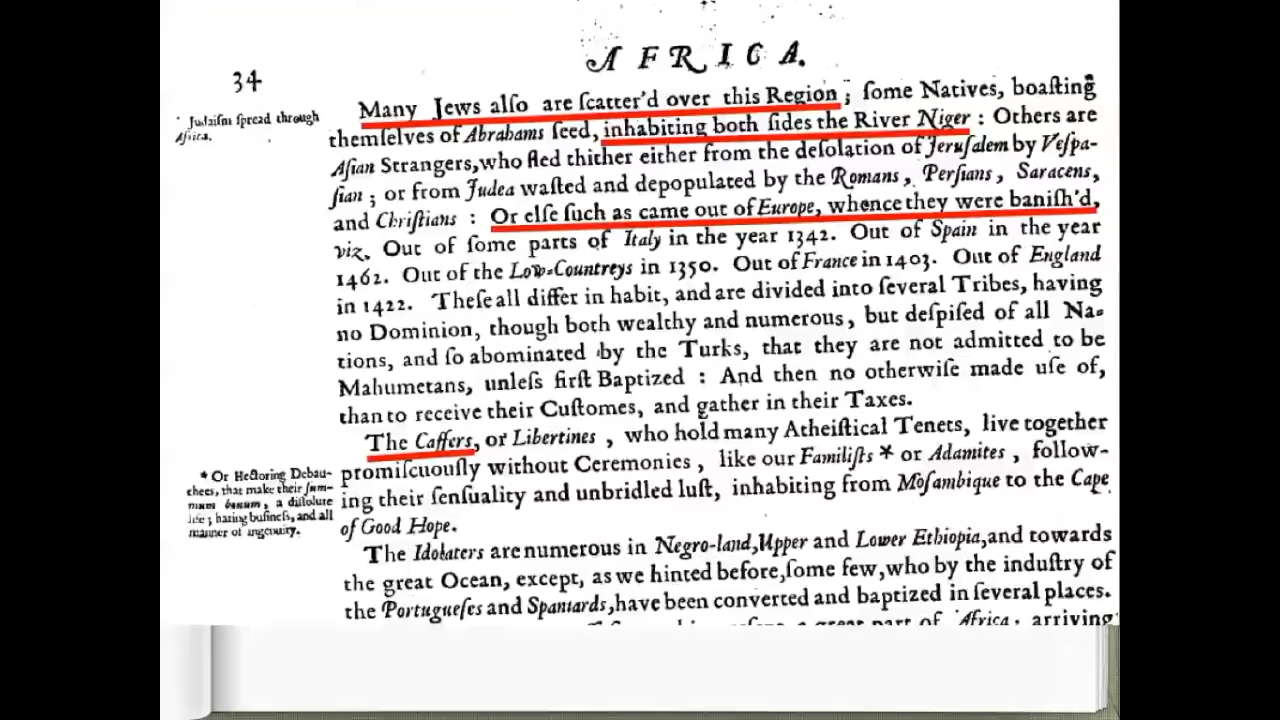 34
AFRICA.
Judaiſm ſpread through
Africa.
Many Jews alſo are ſcatter'd over this Region; ſome Natives, boaſting
themſelves of Abrahams ſeed, inhabiting both ſides the River Niger: Others are
Aſian Strangers, who fled thither either from the deſolation of Jeruſalem by Veſpa-
ſian; or from Judea waſted and depopulated by the Romans, Perſians, Saracens,
and Chriſtians: Or elſe ſuch as came out of Europe, whence they were baniſh'd,
viz. Out of ſome parts of Italy in the year 1342. Out of Spain in the year
1462. Out of the Low-Countreys in 1350. Out of France in 1403. Out of England
in 1422. Theſe all differ in habit, and are divided into ſeveral Tribes, having
no Dominion, though both wealthy and numerous, but deſpiſed of all Na-
tions, and ſo abominated by the Turks, that they are not admitted to be
Mahumetans, unleſs firſt Baptized: And then no otherwiſe made uſe of,
than to receive their Cuſtomes, and gather in their Taxes.
The Caffers, or Libertines, who hold many Atheiſtical Tenets, live together
promiſcuouſly without Ceremonies, like our Familiſts * or Adamites, follow-
ing their ſenſuality and unbridled luſt, inhabiting from Moſambique to the Cape
of Good Hope.
* Or Hectoring Debau-
chees, that make their ſum-
mum bonum, a diſſolute
life; hating buſineſs, and all
manner of ingenuity.
The Idolaters are numerous in Negro-land, Upper and Lower Ethiopia, and towards
the great Ocean, except, as we hinted before, ſome few, who by the induſtry of
the Portugueſes and Spaniards, have been converted and baptized in ſeveral places.
a great part of Africa; arriving